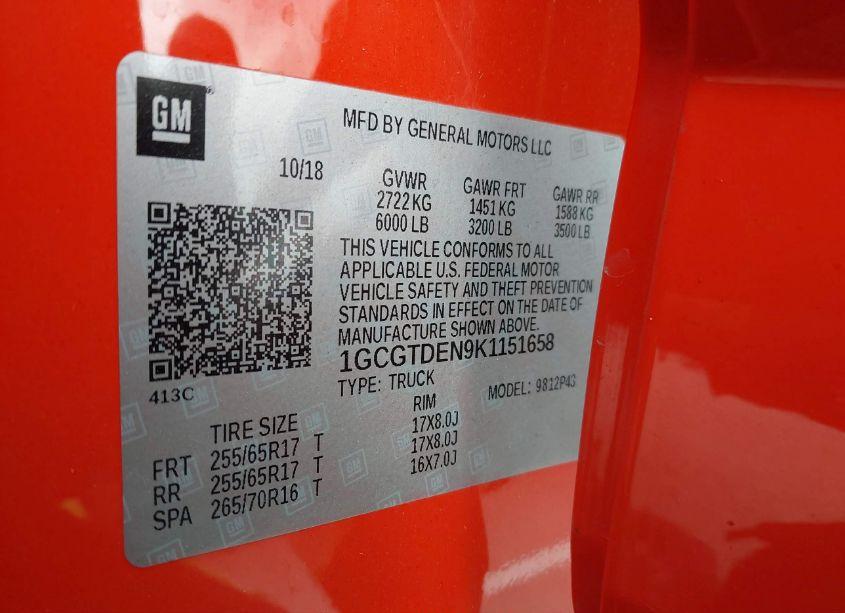 GM
MFD BY GENERAL MOTORS LLC
10/18
GVWR GAWR FRT GAWR RR
2722 KG 1451 KG 1588 KG
6000 LB 3200 LB 3500 LB
THIS VEHICLE CONFORMS TO ALL
APPLICABLE U.S. FEDERAL MOTOR
VEHICLE SAFETY AND THEFT PREVENTION
STANDARDS IN EFFECT ON THE DATE OF
MANUFACTURE SHOWN ABOVE.
1GCGTDEN9K1151658
413C
TYPE: TRUCK MODEL: 9812P43
TIRE SIZE RIM
FRT 255/65R17 T 17X8.0J
RR 255/65R17 T 17X8.0J
SPA 265/70R16 T 16X7.0J